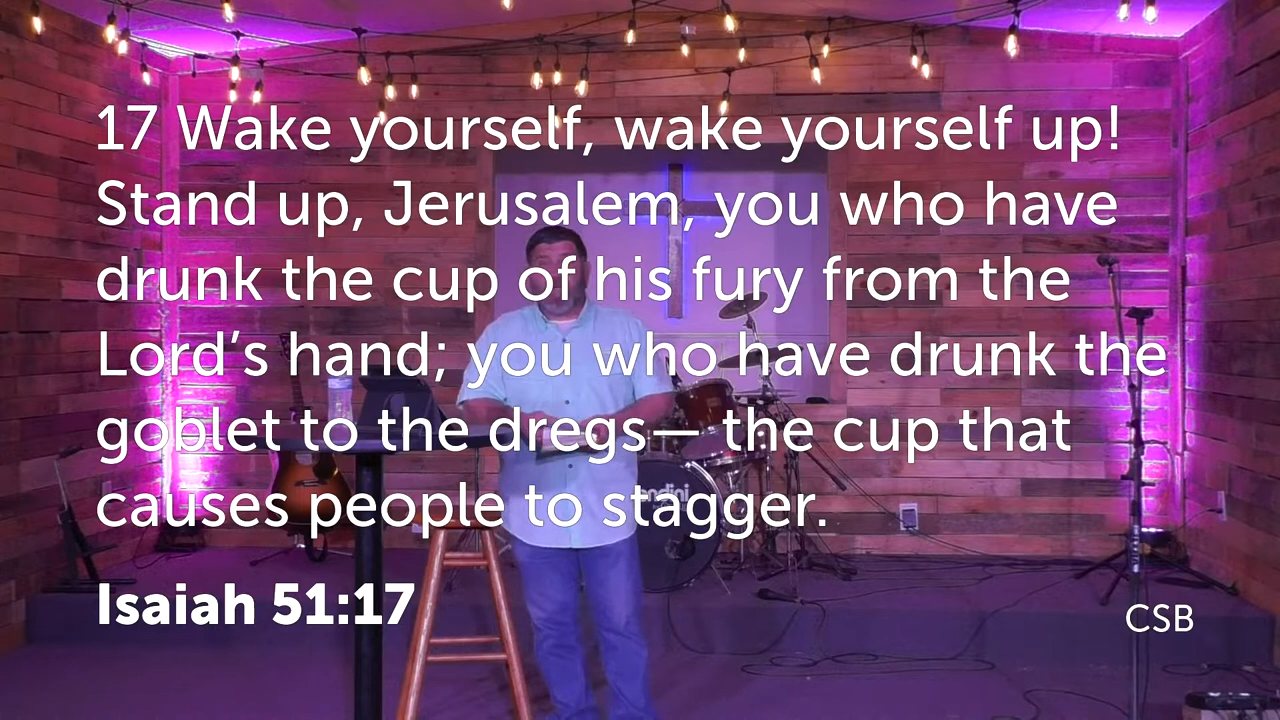 17 Wake yourself, wake yourself up!
Stand up, Jerusalem, you who have
drunk the cup of his fury from the
Lord’s hand; you who have drunk the
goblet to the dregs— the cup that
causes people to stagger.
Isaiah 51:17
CSB